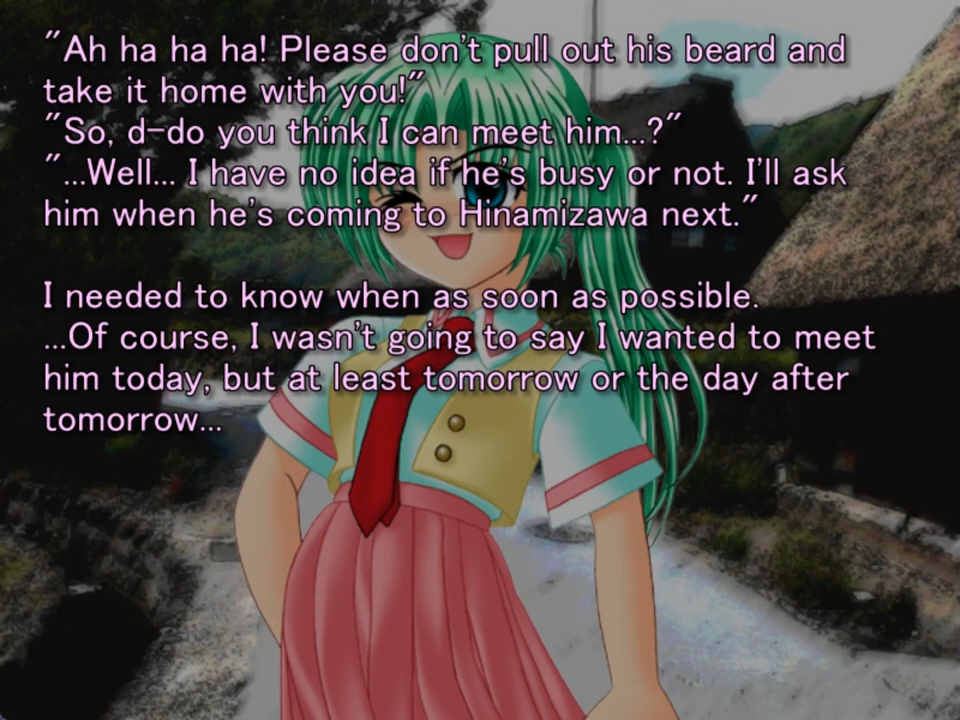 "Ah ha ha ha! Please don't pull out his beard and
take it home with you!"
"So, d-do you think I can meet him...?"
"...Well... I have no idea if he's busy or not. I'll ask
him when he's coming to Hinamizawa next."
I needed to know when as soon as possible.
...Of course, I wasn't going to say I wanted to meet
him today, but at least tomorrow or the day after
tomorrow...